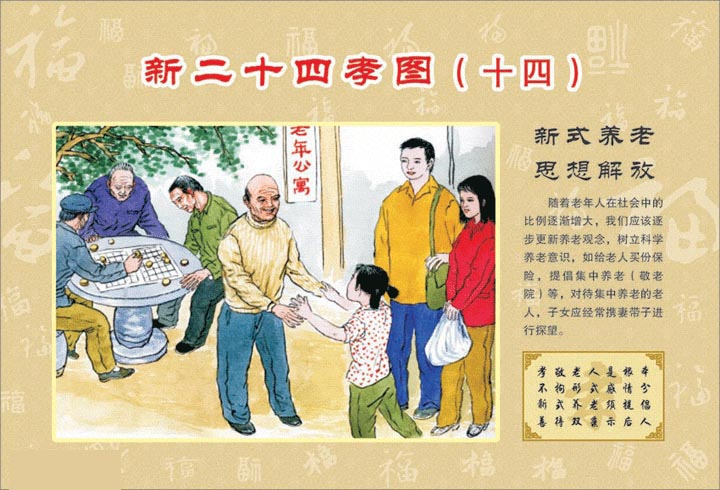 新二十四孝图（十四）
老年公寓
新式养老
思想解放
随着老年人在社会中的
比例逐渐增大，我们应该逐
步更新养老观念，树立科学
养老意识，如给老人买份保
险，提倡集中养老（敬老
院）等，对待集中养老的老
人，子女应经常携妻带子进
行探望。
孝敬老人是根本
不拘形式感情分
新式养老须提倡
善待双亲示后人